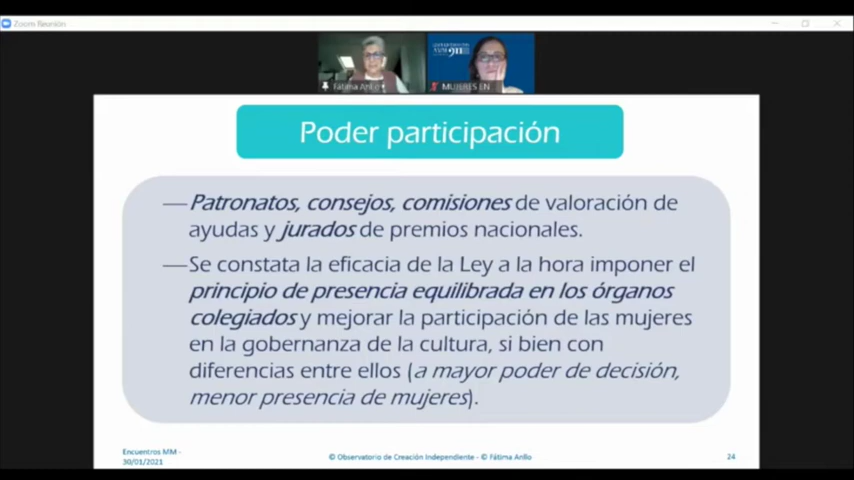 Zoom Reunión
Fátima Anllo
MUJERES EN
Poder participación
—Patronatos, consejos, comisiones de valoración de
ayudas y jurados de premios nacionales.
—Se constata la eficacia de la Ley a la hora imponer el
principio de presencia equilibrada en los órganos
colegiados y mejorar la participación de las mujeres
en la gobernanza de la cultura, si bien con
diferencias entre ellos (a mayor poder de decisión,
menor presencia de mujeres).
Encuentros MM -
30/01/2021
© Observatorio de Creación Independiente - © Fátima Anllo
24